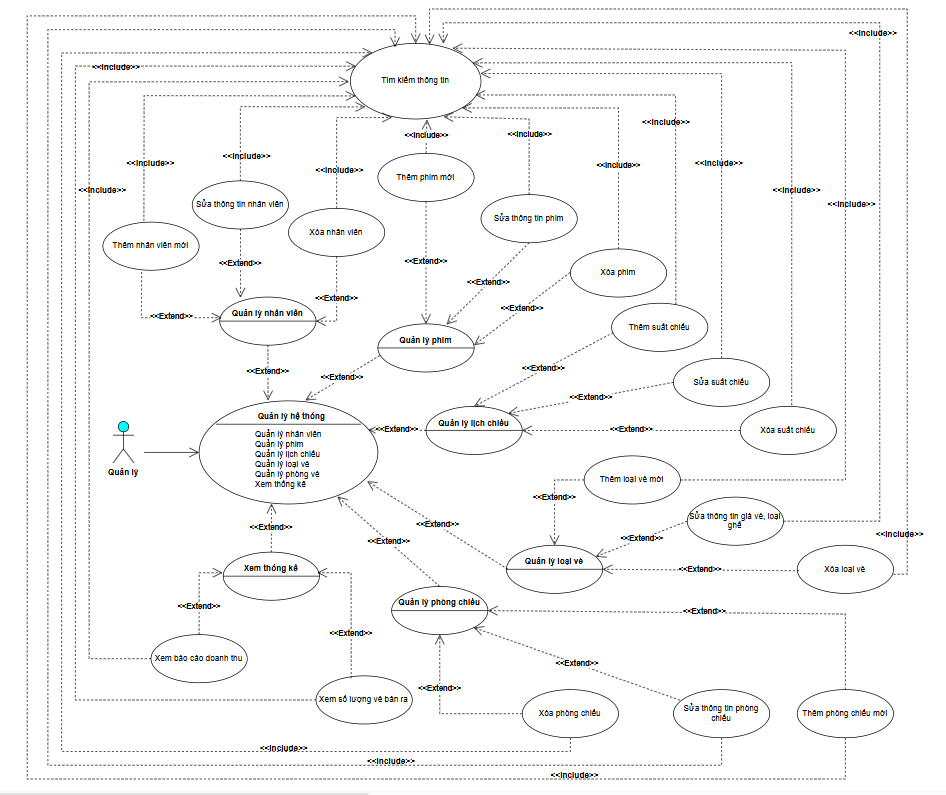 <<Include>>
Tìm kiếm thông tin
<<Include>>
<<Include>>
<<Include>>
<<Include>>
<<Include>>
<<Include>>
<<Include>>
<<Include>>
<<Include>>
<<Include>>
Thêm phim mới
<<Include>>
<<Include>>
<<Include>>
Sửa thông tin nhân viên
Sửa thông tin phim
Xóa nhân viên
Thêm nhân viên mới
<<Extend>>
<<Extend>>
Xóa phim
<<Extend>>
<<Extend>>
<<Extend>>
Quản lý nhân viên
<<Extend>>
Thêm suất chiếu
Quản lý phim
<<Extend>>
<<Extend>>
<<Extend>>
Sửa suất chiếu
<<Extend>>
Quản lý hệ thống
Quản lý nhân viên
Quản lý phim
Quản lý lịch chiếu
Quản lý loại vé
Quản lý phòng vé
Xem thống kê
<<Extend>>
Quản lý lịch chiếu
<<Extend>>
Xóa suất chiếu
Quản lý
Thêm loại vé mới
<<Extend>>
Sửa thông tin giá vé, loại
ghế
<<Extend>>
<<Extend>>
<<Extend>>
<<Extend>>
<<Include>>
Quản lý loại vé
<<Extend>>
Xóa loại vé
Xem thống kê
Quản lý phòng chiếu
<<Extend>>
<<Extend>>
<<Extend>>
Xem báo cáo doanh thu
<<Extend>>
<<Extend>>
Xem số lượng vé bán ra
Xóa phòng chiếu
Sửa thông tin phòng
chiếu
Thêm phòng chiếu mới
<<Include>>
<<Include>>
<<Include>>